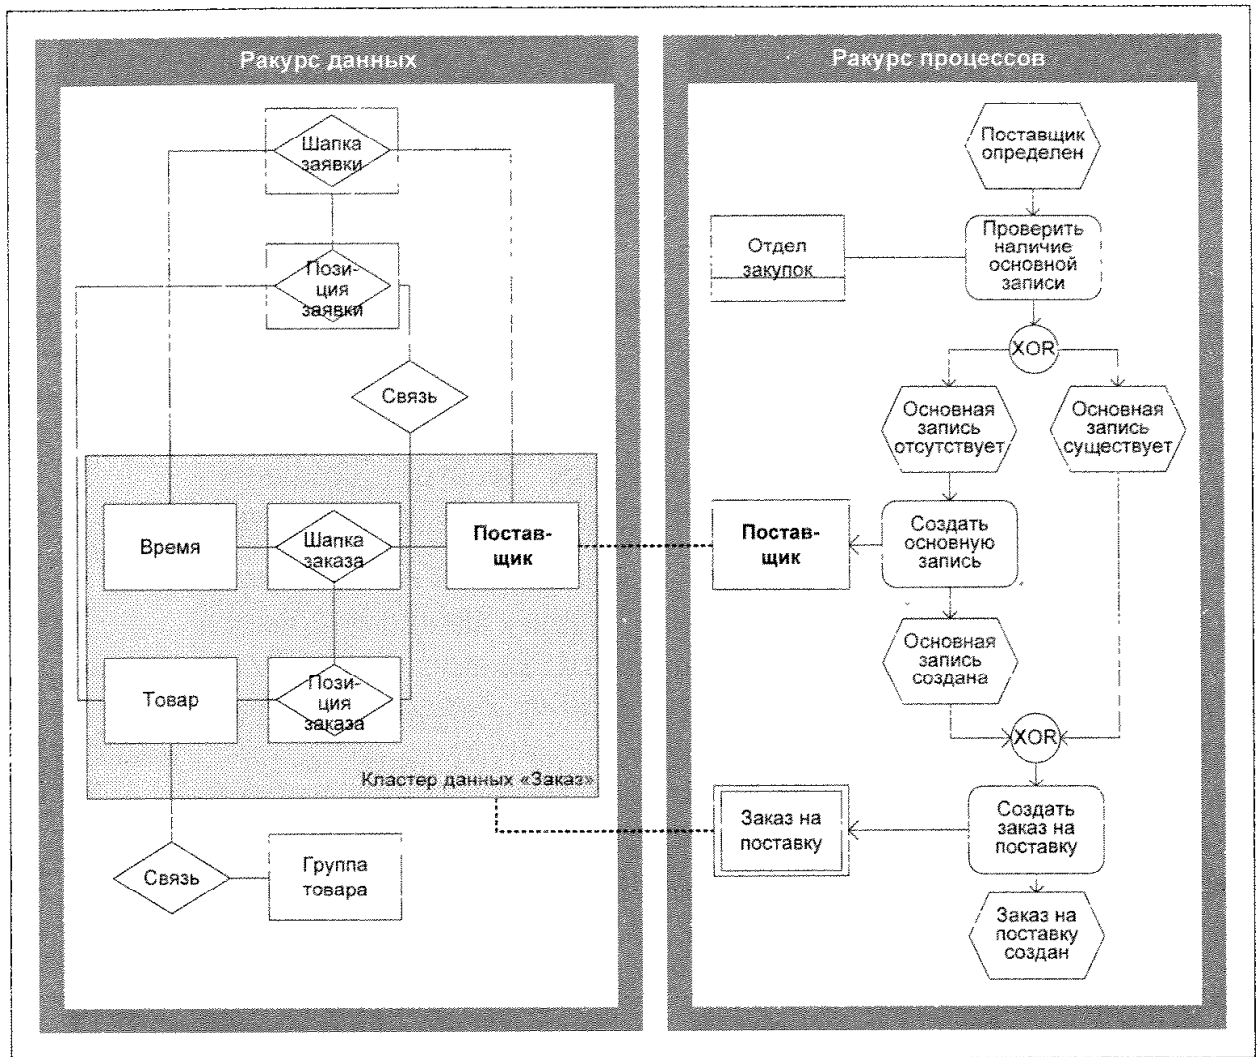 Ракурс данных
Шапка
заявки
Пози-
ция
заявки
Связь
Время
Шапка
заказа
Постав-
щик
Товар
Пози-
ция
заказа
Кластер данных «Заказ»
Связь
Группа
товара
Ракурс процессов
Поставщик
определен
Отдел
закупок
Проверить
наличие
основной
записи
XOR
Основная
запись
отсутствует
Основная
запись
существует
Постав-
щик
Создать
основную
запись
Основная
запись
создана
XOR
Заказ на
поставку
Создать
заказ на
поставку
Заказ на
поставку
создан